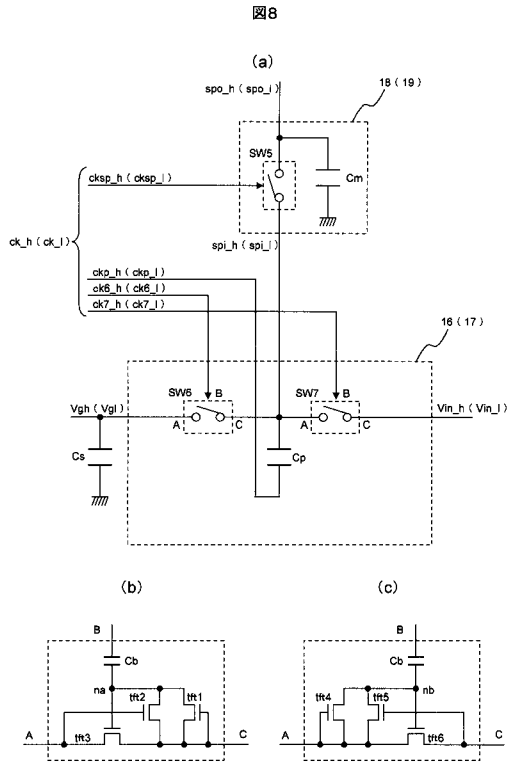 図8
(a)
spo_h ( spo_l )
18 ( 19 )
SW5
Cm
cksp_h ( cksp_l )
spi_h ( spi_l )
ck_h ( ck_l )
ckp_h ( ckp_l )
ck6_h ( ck6_l )
ck7_h ( ck7_l )
16 ( 17 )
SW6 B
SW7 B
Vgh ( Vgl )
Vin_h ( Vin_l )
A C
A C
Cs
Cp
(b)
(c)
B
B
Cb
Cb
na
nb
tft2 tft1
tft4 tft5
A
C
A
C
tft3
tft6